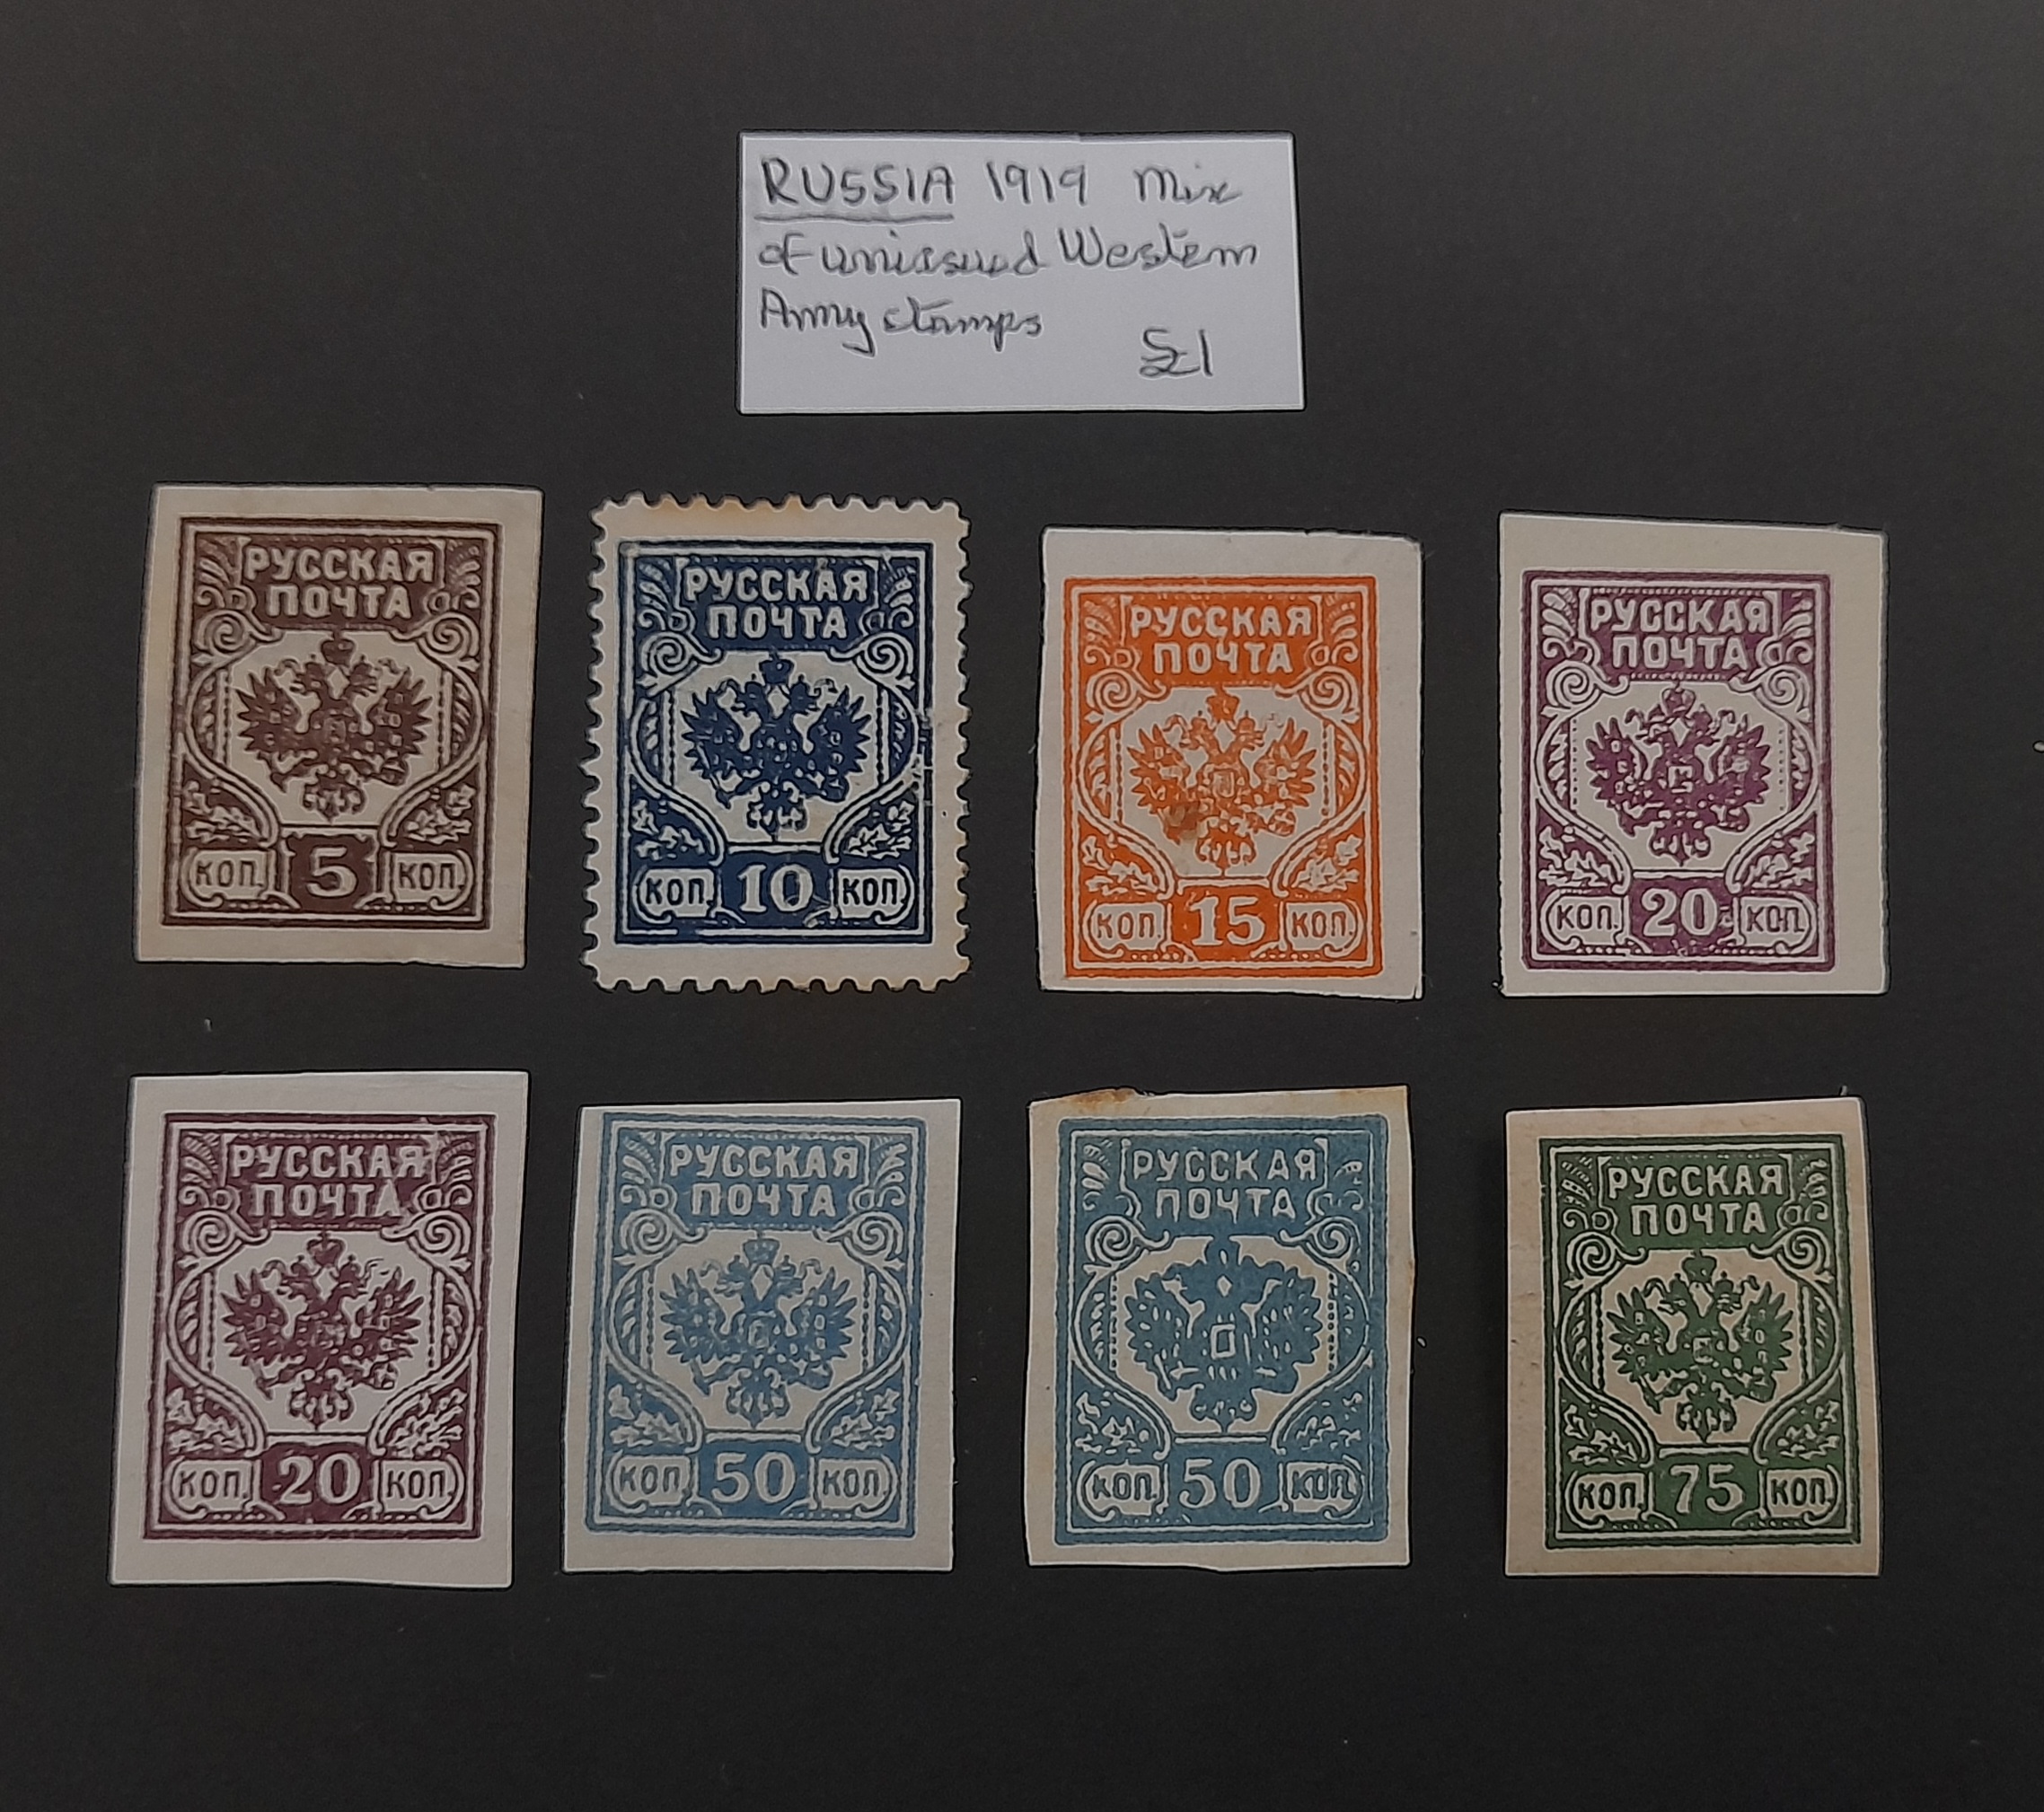 RUSSIA 1919 Mix
of unissued Western
Army stamps
£1
РУССКАЯ
ПОЧТА
КОП. 5 КОП.
РУССКАЯ
ПОЧТА
КОП. 10 КОП.
РУССКАЯ
ПОЧТА
КОП. 15 КОП.
РУССКАЯ
ПОЧТА
КОП. 20 КОП.
РУССКАЯ
ПОЧТА
КОП. 20 КОП.
РУССКАЯ
ПОЧТА
КОП. 50 КОП.
РУССКАЯ
ПОЧТА
КОП. 50 КОП.
РУССКАЯ
ПОЧТА
КОП. 75 КОП.